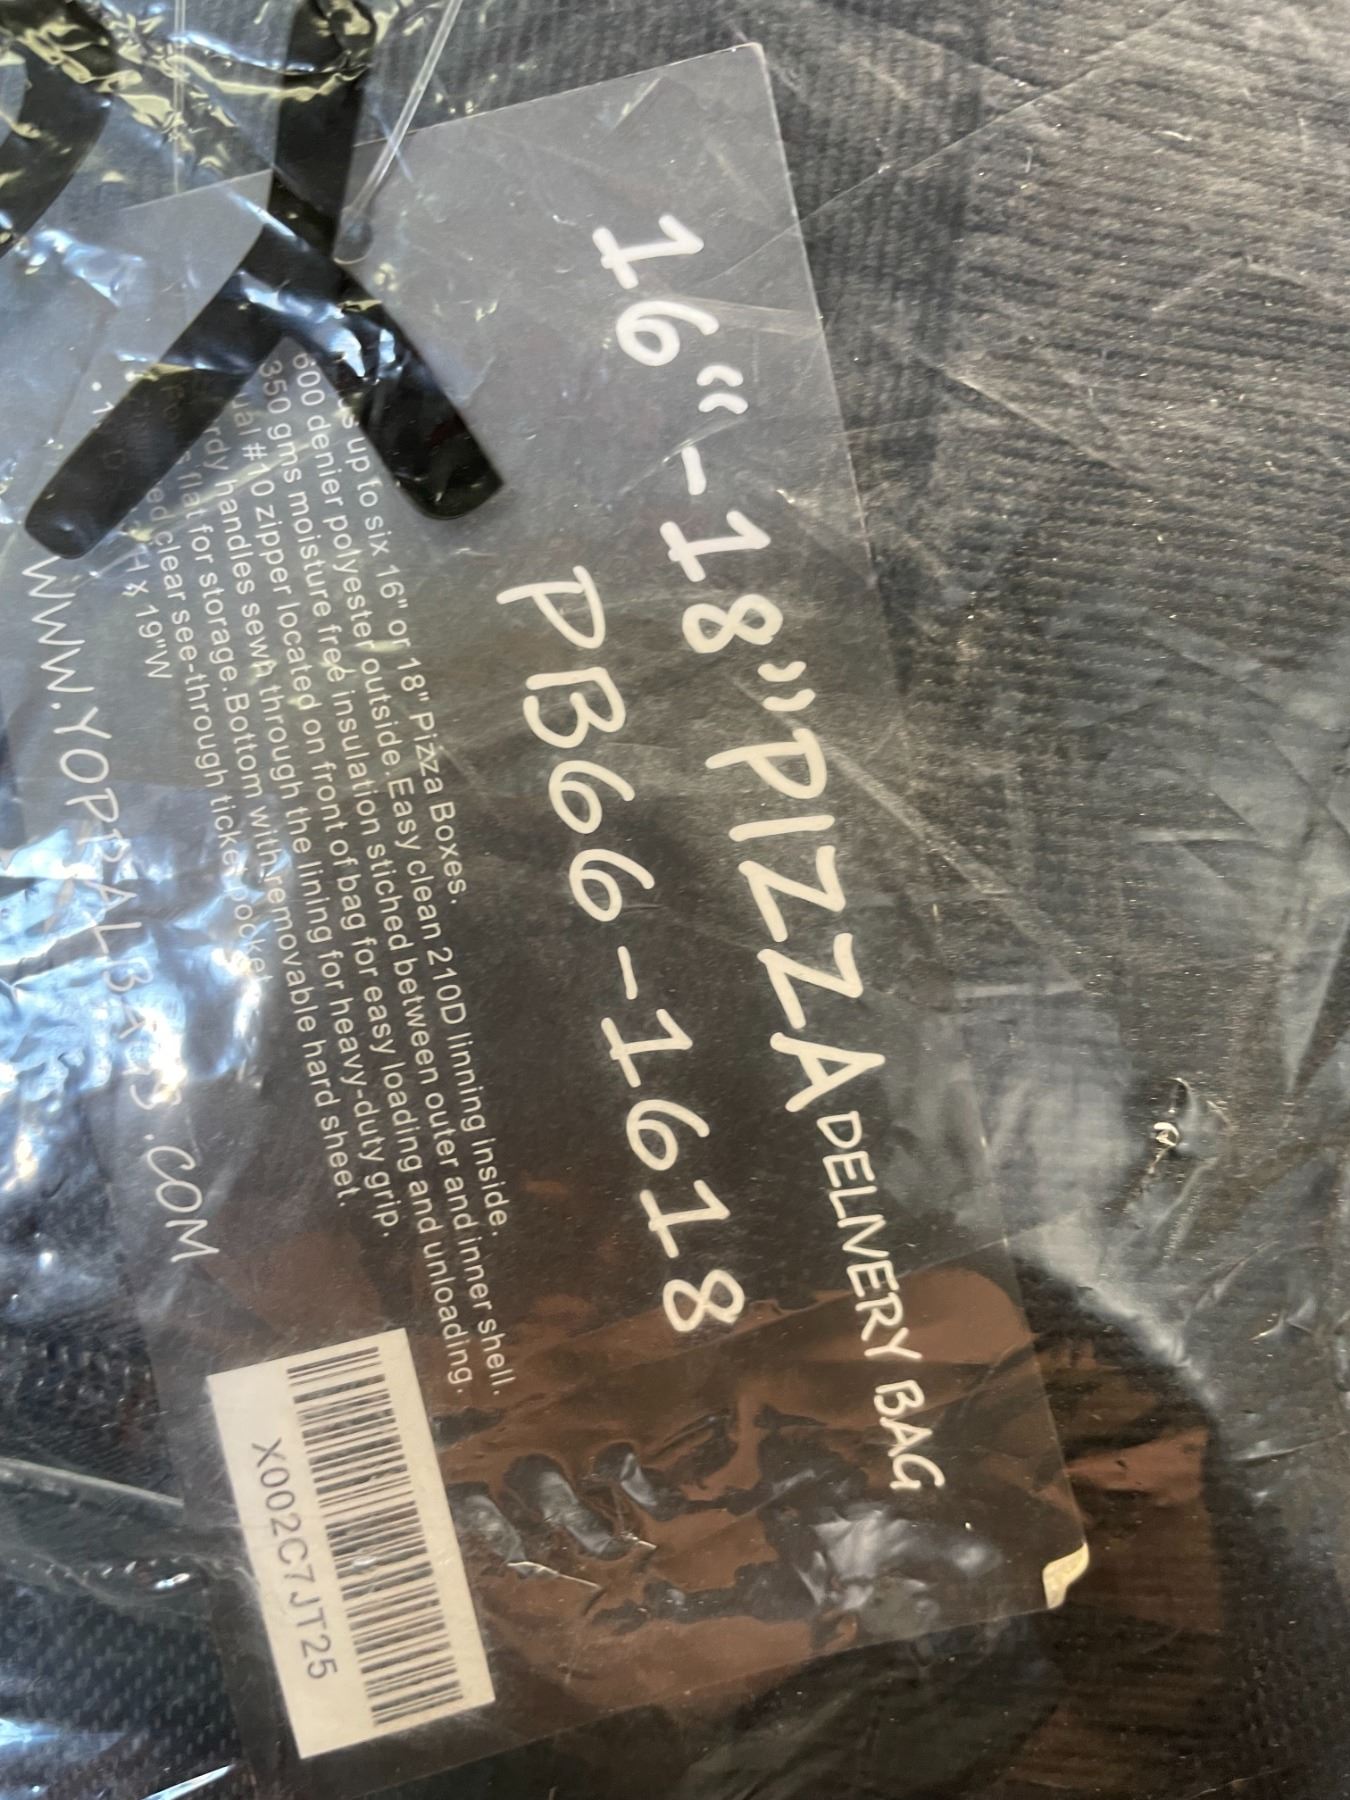 16"-18"PIZZA DELIVERY BAG
PB66-1618
s up to six 16" or 18" Pizza Boxes.
600 denier polyester outside. Easy clean 210D linning inside.
350 gms moisture free insulation stiched between outer and inner shell.
#10 zipper located on front of bag for easy loading and unloading.
handles sewn through the lining for heavy-duty grip.
flat for storage. Bottom with removable hard sheet.
clear see-through ticket pocket
H x 19"W
WWW.YOPRALBAGS.COM
X002C7JT25